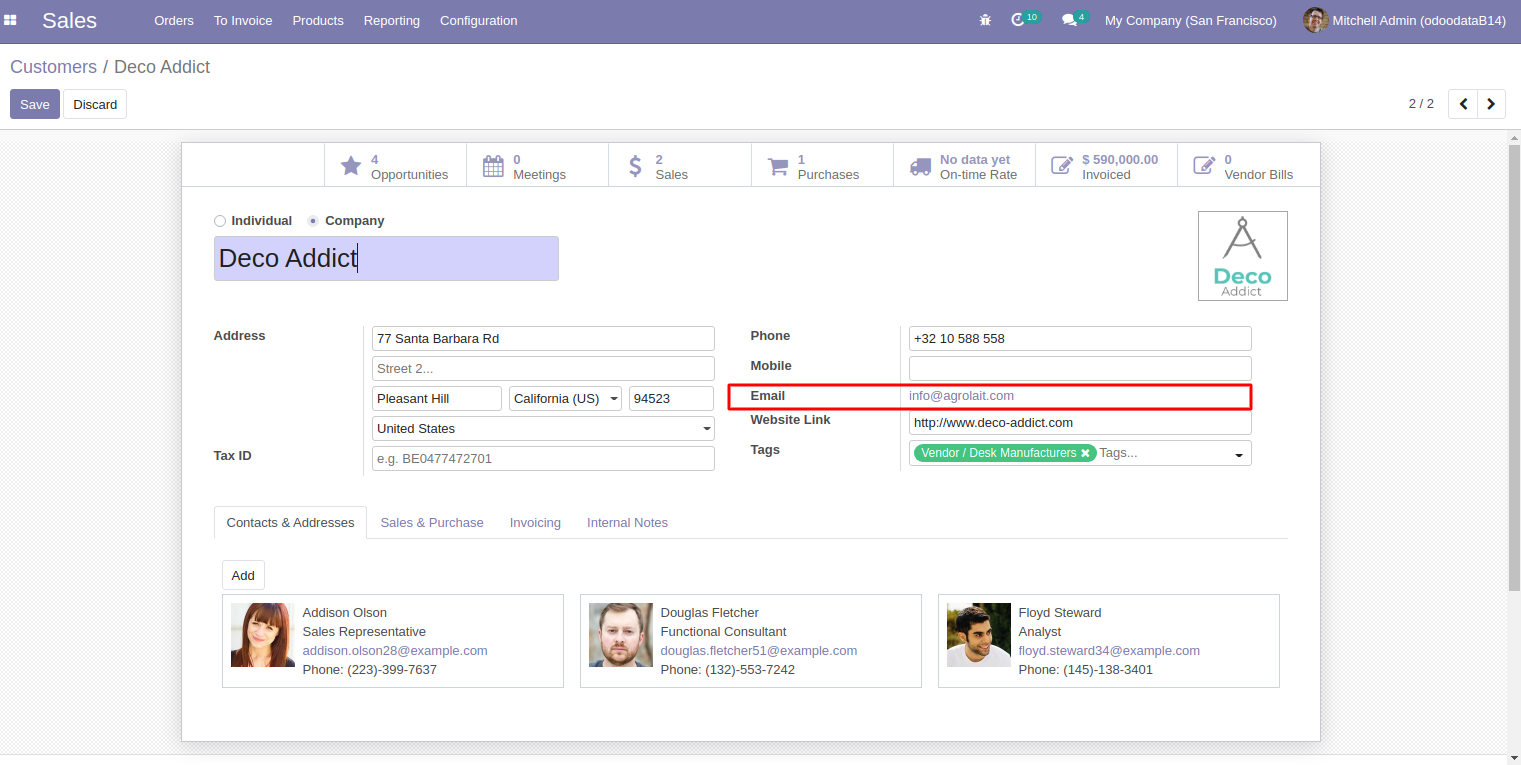 Sales Orders To Invoice Products Reporting Configuration 10 4 My Company (San Francisco) Mitchell Admin (odoodataB14)
Customers / Deco Addict
Save Discard 2 / 2
4 Opportunities
0 Meetings
2 Sales
1 Purchases
No data yet On-time Rate
$ 590,000.00 Invoiced
0 Vendor Bills
Individual Company
Deco Addict
Deco
Addict
Address 77 Santa Barbara Rd
Street 2...
Pleasant Hill California (US) 94523
United States
Tax ID e.g. BE0477472701
Phone +32 10 588 558
Mobile
Email info@agrolait.com
Website Link http://www.deco-addict.com
Tags Vendor / Desk Manufacturers Tags...
Contacts & Addresses Sales & Purchase Invoicing Internal Notes
Add
Addison Olson
Sales Representative
addison.olson28@example.com
Phone: (223)-399-7637
Douglas Fletcher
Functional Consultant
douglas.fletcher51@example.com
Phone: (132)-553-7242
Floyd Steward
Analyst
floyd.steward34@example.com
Phone: (145)-138-3401